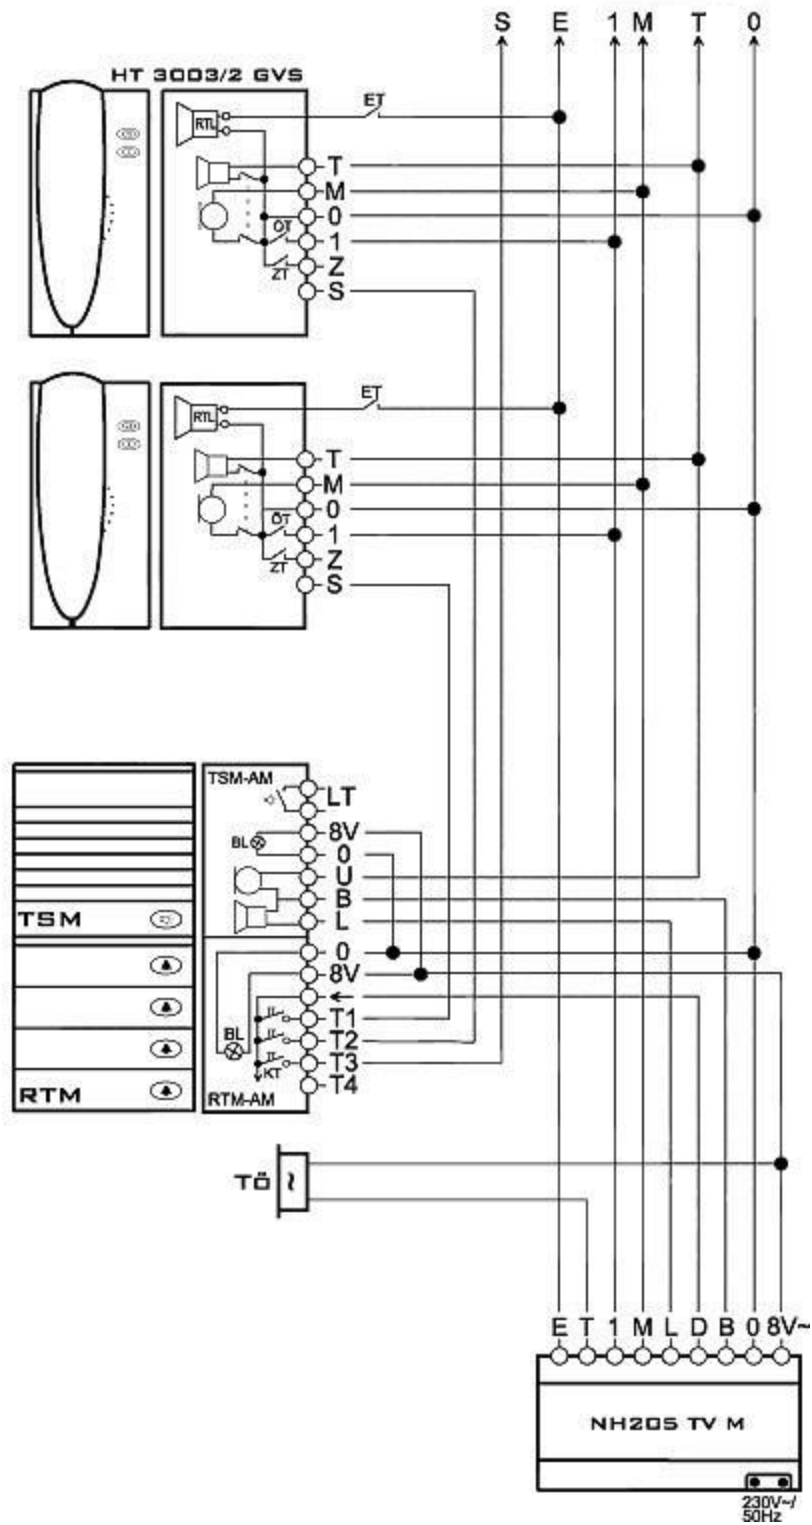 S E 1 M T 0
HT 3003/2 GVS
ET
RTL
T
M
0
ÖT
1
Z
ZT
S
ET
RTL
T
M
0
ÖT
1
Z
ZT
S
TSM-AM
LT
8V
BL
0
U
B
TSM
L
0
8V
←
T1
BL
T2
T3
KT
T4
RTM
RTM-AM
TÖ ~
E T 1 M L D B 0 8V~
NH205 TV M
230V~/
50Hz